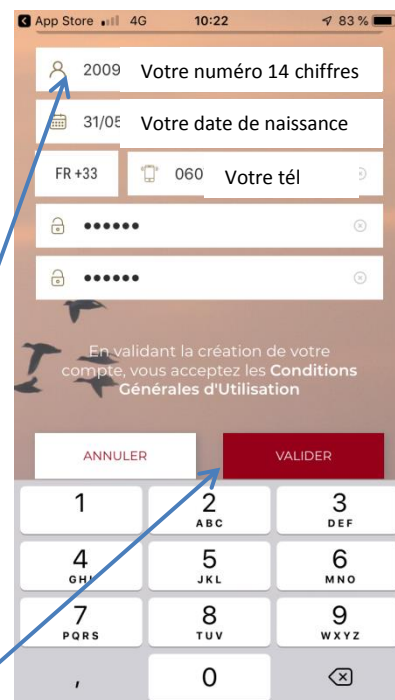 App Store 4G 10:22 83 %
2009 Votre numéro 14 chiffres
31/05 Votre date de naissance
FR +33 060 Votre tél
••••••
••••••
En validant la création de votre
compte, vous acceptez les Conditions
Générales d'Utilisation
ANNULER VALIDER
1 2 3
ABC DEF
4 5 6
GHI JKL MNO
7 8 9
PQRS TUV WXYZ
, 0